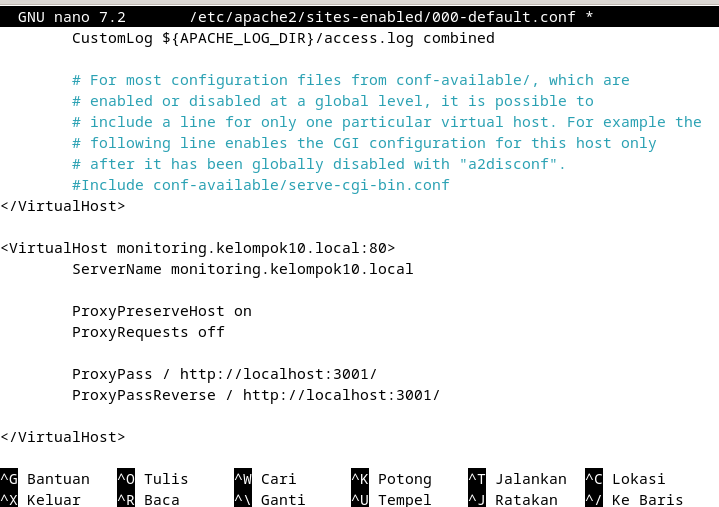 GNU nano 7.2 /etc/apache2/sites-enabled/000-default.conf *
CustomLog ${APACHE_LOG_DIR}/access.log combined
# For most configuration files from conf-available/, which are
# enabled or disabled at a global level, it is possible to
# include a line for only one particular virtual host. For example the
# following line enables the CGI configuration for this host only
# after it has been globally disabled with "a2disconf".
#Include conf-available/serve-cgi-bin.conf
</VirtualHost>
<VirtualHost monitoring.kelompok10.local:80>
ServerName monitoring.kelompok10.local
ProxyPreserveHost on
ProxyRequests off
ProxyPass / http://localhost:3001/
ProxyPassReverse / http://localhost:3001/
</VirtualHost>
^G Bantuan ^O Tulis ^W Cari ^K Potong ^T Jalankan ^C Lokasi
^X Keluar ^R Baca ^\ Ganti ^U Tempel ^J Ratakan ^/ Ke Baris